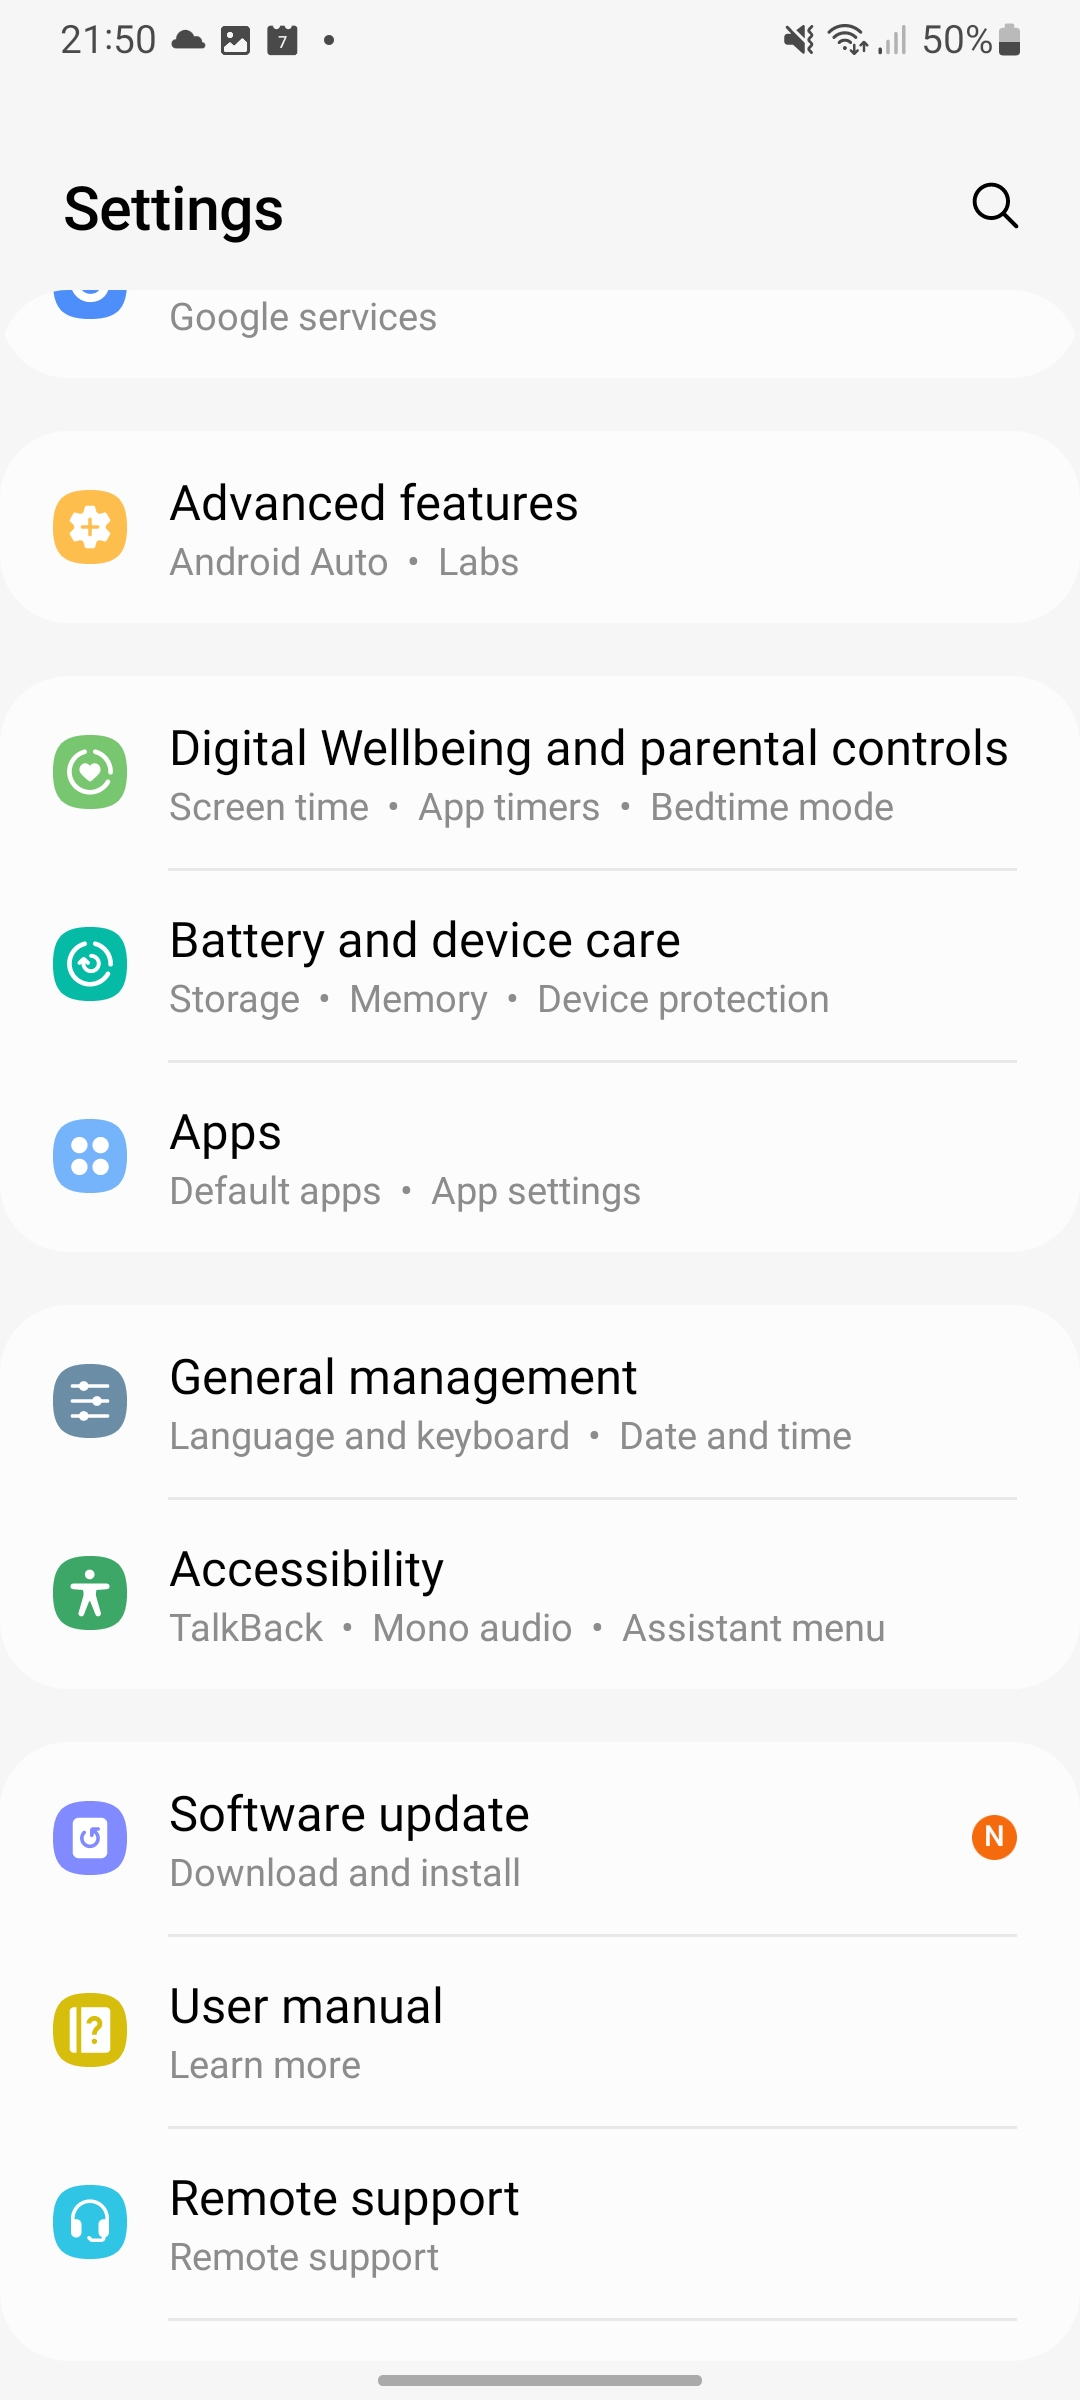 21:50 7 50%
Settings
Google services
Advanced features
Android Auto • Labs
Digital Wellbeing and parental controls
Screen time • App timers • Bedtime mode
Battery and device care
Storage • Memory • Device protection
Apps
Default apps • App settings
General management
Language and keyboard • Date and time
Accessibility
TalkBack • Mono audio • Assistant menu
Software update
N
Download and install
User manual
Learn more
Remote support
Remote support